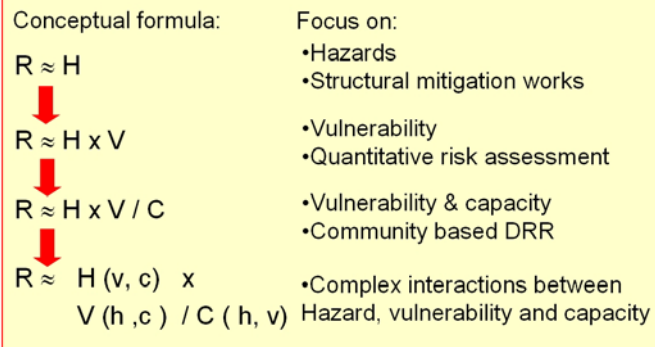 Conceptual formula:
Focus on:
R ≈ H
•Hazards
•Structural mitigation works
R ≈ H x V
•Vulnerability
•Quantitative risk assessment
R ≈ H x V / C
•Vulnerability & capacity
•Community based DRR
R ≈ H (v, c) x
V (h ,c ) / C ( h, v)
•Complex interactions between
Hazard, vulnerability and capacity